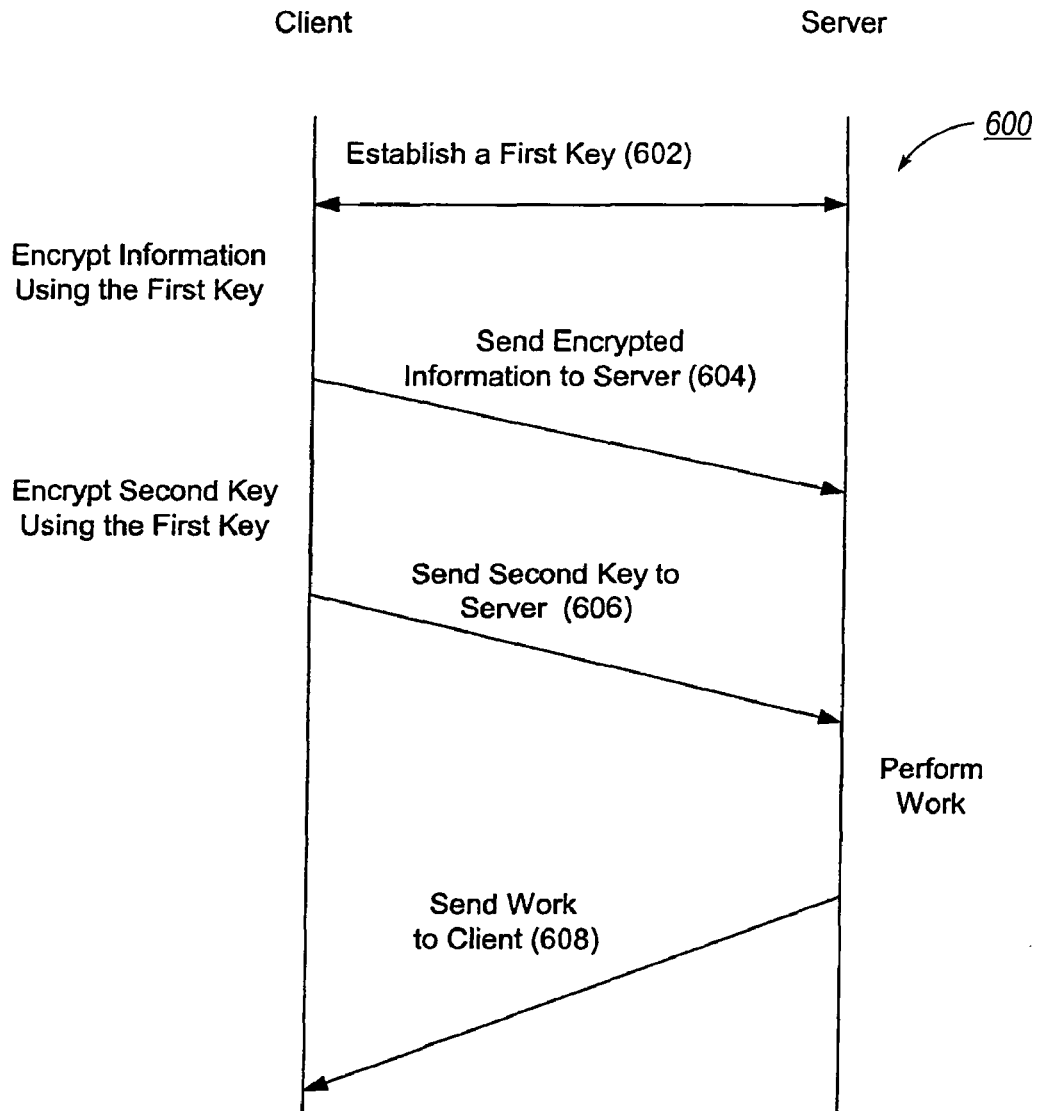 Client
Server
600
Establish a First Key (602)
Encrypt Information
Using the First Key
Send Encrypted
Information to Server (604)
Encrypt Second Key
Using the First Key
Send Second Key to
Server (606)
Perform
Work
Send Work
to Client (608)